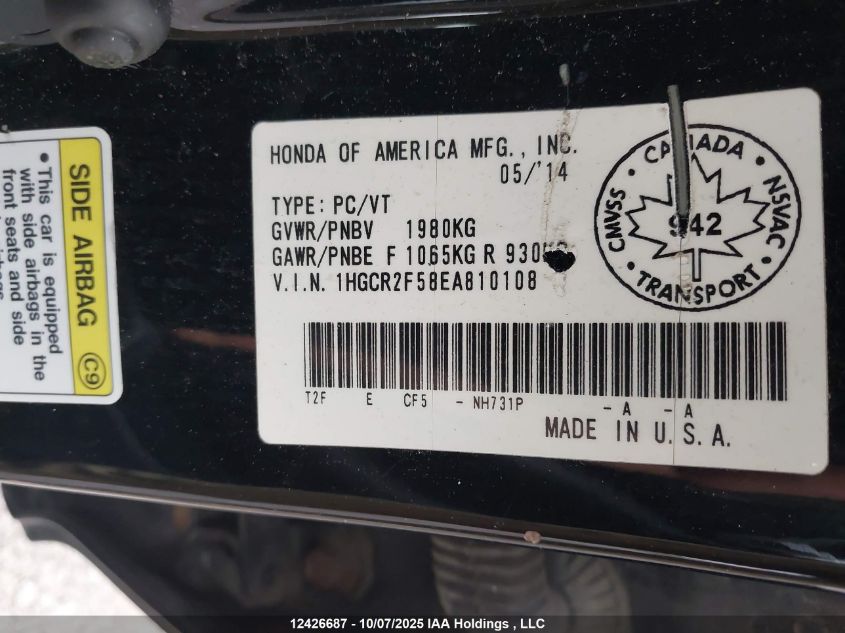 HONDA OF AMERICA MFG., INC.
05/'14
TYPE: PC/VT
GVWR/PNBV 1980KG
GAWR/PNBE F 1065KG R 930KG
V.I.N. 1HGCR2F58EA810108
T2F E CF5 - NH731P - A - A
MADE IN U.S.A.
CANADA
CMVSS
942
NSVAC
TRANSPORT
SIDE AIRBAG C9
• This car is equipped
with side airbags in the
front seats and side
12426687 - 10/07/2025 IAA Holdings , LLC